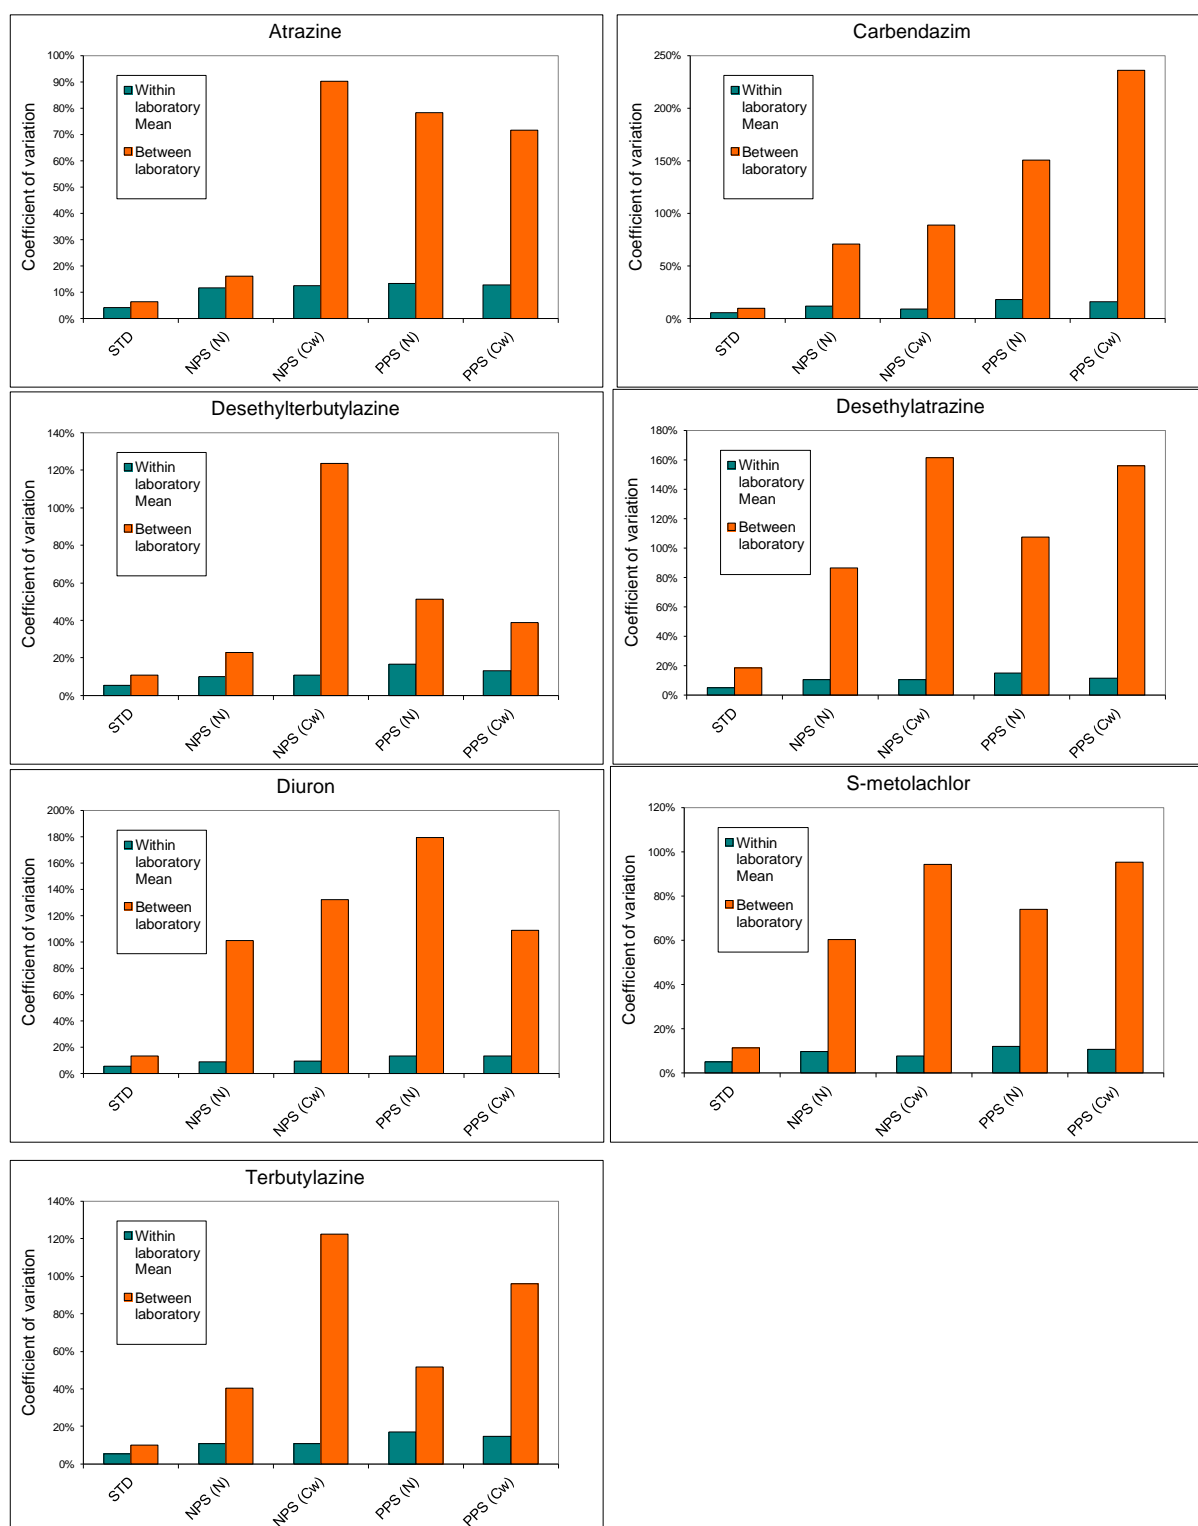 Atrazine
100%
90%
80%
70%
60%
50%
40%
30%
20%
10%
0%
Coefficient of variation
Within
laboratory
Mean
Between
laboratory
STD
NPS (N)
NPS (Cw)
PPS (N)
PPS (Cw)
Carbendazim
250%
200%
150%
100%
50%
0%
Coefficient of variation
Within
laboratory
Mean
Between
laboratory
STD
NPS (N)
NPS (Cw)
PPS (N)
PPS (Cw)
Desethylterbutylazine
140%
120%
100%
80%
60%
40%
20%
0%
Coefficient of variation
Within
laboratory
Mean
Between
laboratory
STD
NPS (N)
NPS (Cw)
PPS (N)
PPS (Cw)
Desethylatrazine
180%
160%
140%
120%
100%
80%
60%
40%
20%
0%
Coefficient of variation
Within
laboratory
Mean
Between
laboratory
STD
NPS (N)
NPS (Cw)
PPS (N)
PPS (Cw)
Diuron
200%
180%
160%
140%
120%
100%
80%
60%
40%
20%
0%
Coefficient of variation
Within
laboratory
Mean
Between
laboratory
STD
NPS (N)
NPS (Cw)
PPS (N)
PPS (Cw)
S-metolachlor
120%
100%
80%
60%
40%
20%
0%
Coefficient of variation
Within
laboratory
Mean
Between
laboratory
STD
NPS (N)
NPS (Cw)
PPS (N)
PPS (Cw)
Terbutylazine
140%
120%
100%
80%
60%
40%
20%
0%
Coefficient of variation
Within
laboratory
Mean
Between
laboratory
STD
NPS (N)
NPS (Cw)
PPS (N)
PPS (Cw)